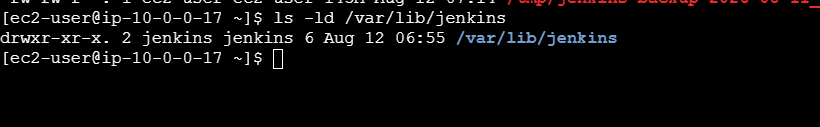 [ec2-user@ip-10-0-0-17 ~]$ ls -ld /var/lib/jenkins
drwxr-xr-x. 2 jenkins jenkins 6 Aug 12 06:55 /var/lib/jenkins
[ec2-user@ip-10-0-0-17 ~]$